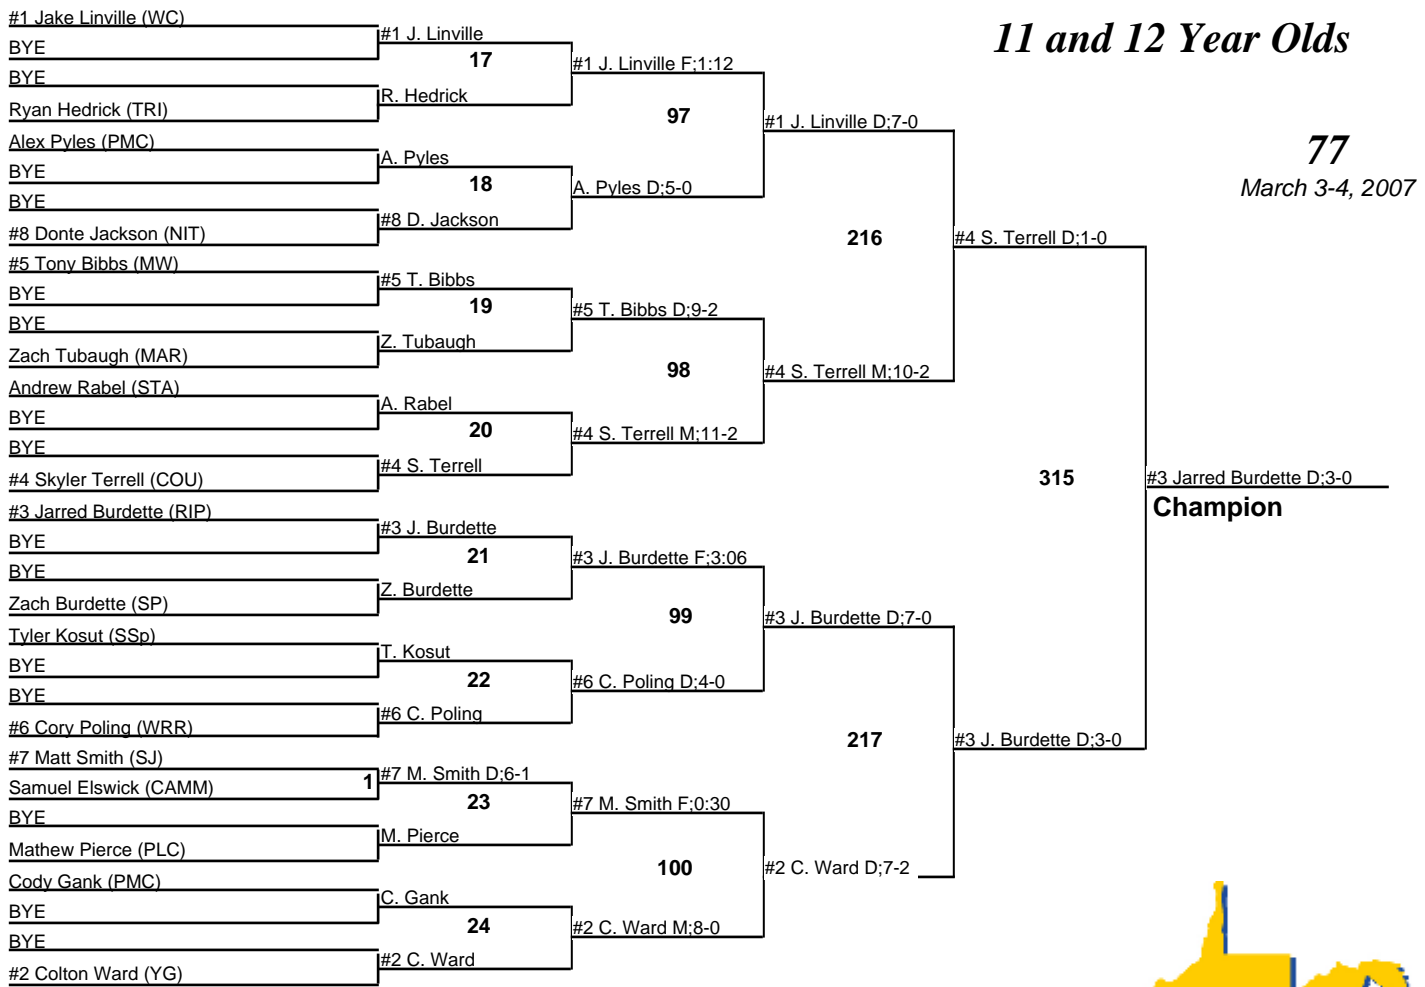 11 and 12 Year Olds
77
March 3-4, 2007
#1 Jake Linville (WC)
BYE
BYE
Ryan Hedrick (TRI)
Alex Pyles (PMC)
BYE
BYE
#8 Donte Jackson (NIT)
#5 Tony Bibbs (MW)
BYE
BYE
Zach Tubaugh (MAR)
Andrew Rabel (STA)
BYE
BYE
#4 Skyler Terrell (COU)
#3 Jarred Burdette (RIP)
BYE
BYE
Zach Burdette (SP)
Tyler Kosut (SSp)
BYE
BYE
#6 Cory Poling (WRR)
#7 Matt Smith (SJ)
Samuel Elswick (CAMM)
1
BYE
Mathew Pierce (PLC)
Cody Gank (PMC)
BYE
BYE
#2 Colton Ward (YG)
#1 J. Linville
17
R. Hedrick
A. Pyles
18
#8 D. Jackson
#5 T. Bibbs
19
Z. Tubaugh
A. Rabel
20
#4 S. Terrell
#3 J. Burdette
21
Z. Burdette
T. Kosut
22
#6 C. Poling
#7 M. Smith D;6-1
23
M. Pierce
C. Gank
24
#2 C. Ward
#1 J. Linville F;1:12
97
A. Pyles D;5-0
#5 T. Bibbs D;9-2
98
#4 S. Terrell M;11-2
#3 J. Burdette F;3:06
99
#6 C. Poling D;4-0
#7 M. Smith F;0:30
100
#2 C. Ward M;8-0
#1 J. Linville D;7-0
216
#4 S. Terrell M;10-2
#3 J. Burdette D;7-0
217
#2 C. Ward D;7-2
#4 S. Terrell D;1-0
315
#3 J. Burdette D;3-0
#3 Jarred Burdette D;3-0
Champion